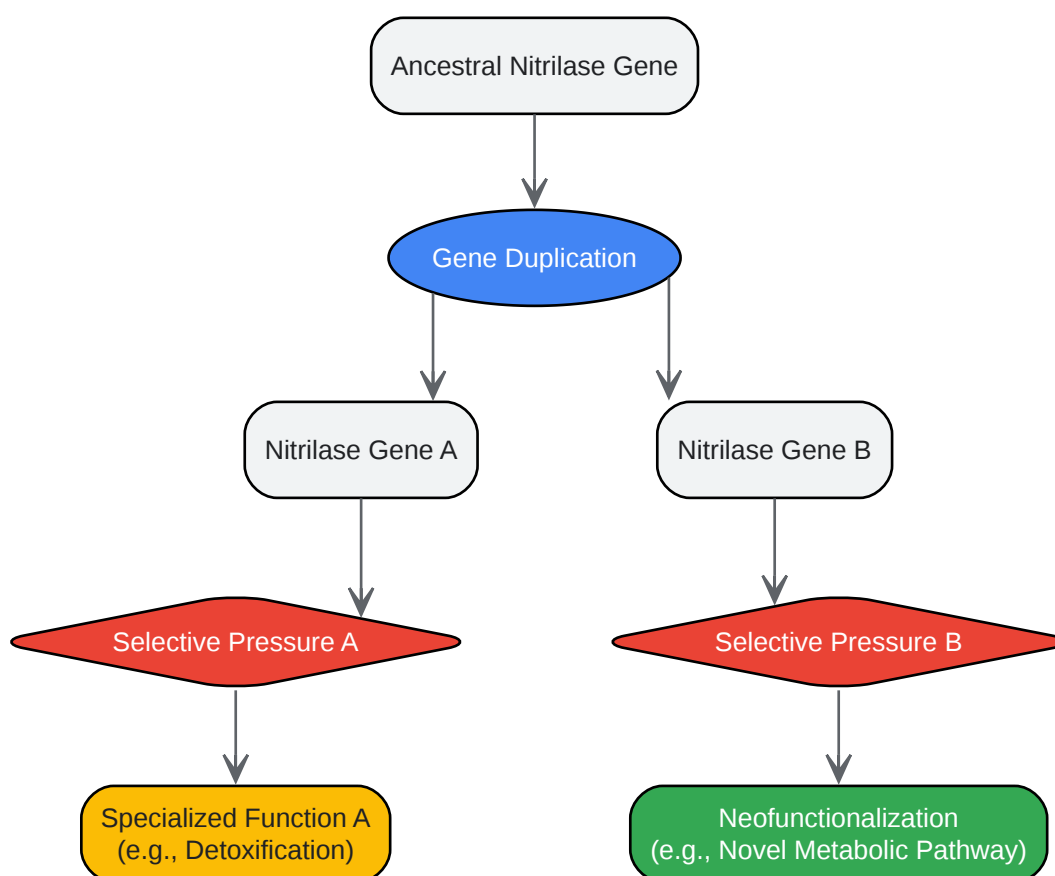 Ancestral Nitrilase Gene
Gene Duplication
Nitrilase Gene A
Nitrilase Gene B
Selective Pressure A
Selective Pressure B
Specialized Function A
(e.g., Detoxification)
Neofunctionalization
(e.g., Novel Metabolic Pathway)